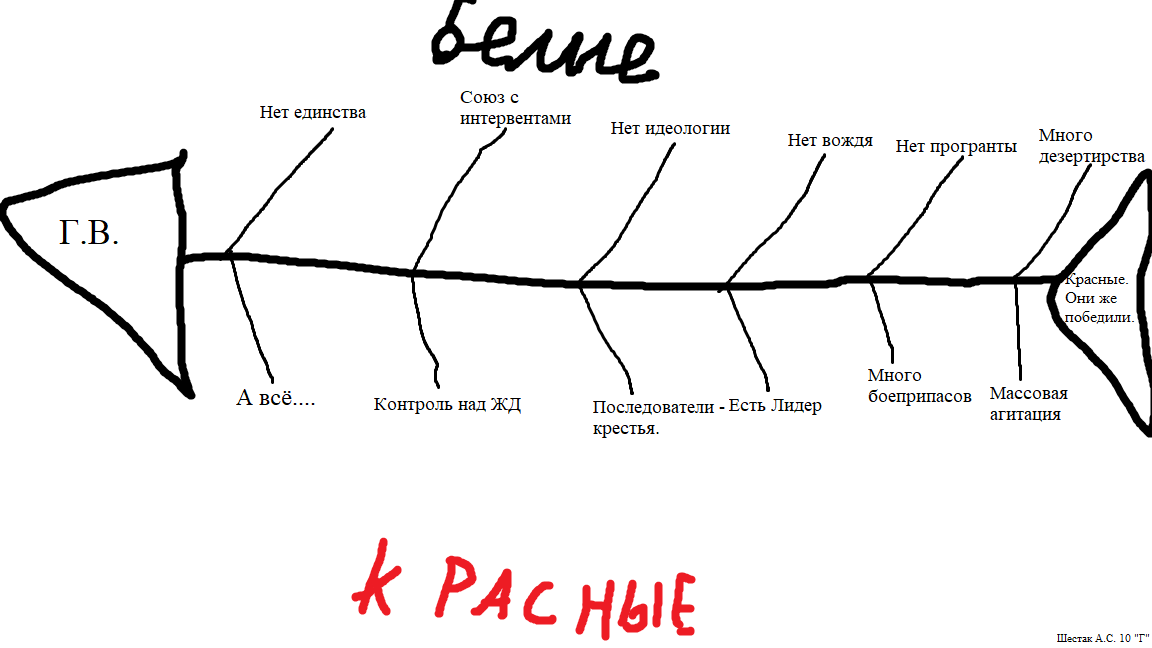 Белые
Нет единства
Союз с
интервентами
Нет идеологии
Нет вождя
Нет програнты
Много
дезертирства
Г.В.
Красные.
Они же
победили.
А всё....
Контроль над ЖД
Последователи -
крестья.
Есть Лидер
Много
боеприпасов
Массовая
агитация
КРАСНЫЕ
Шестак А.С. 10 "Г"